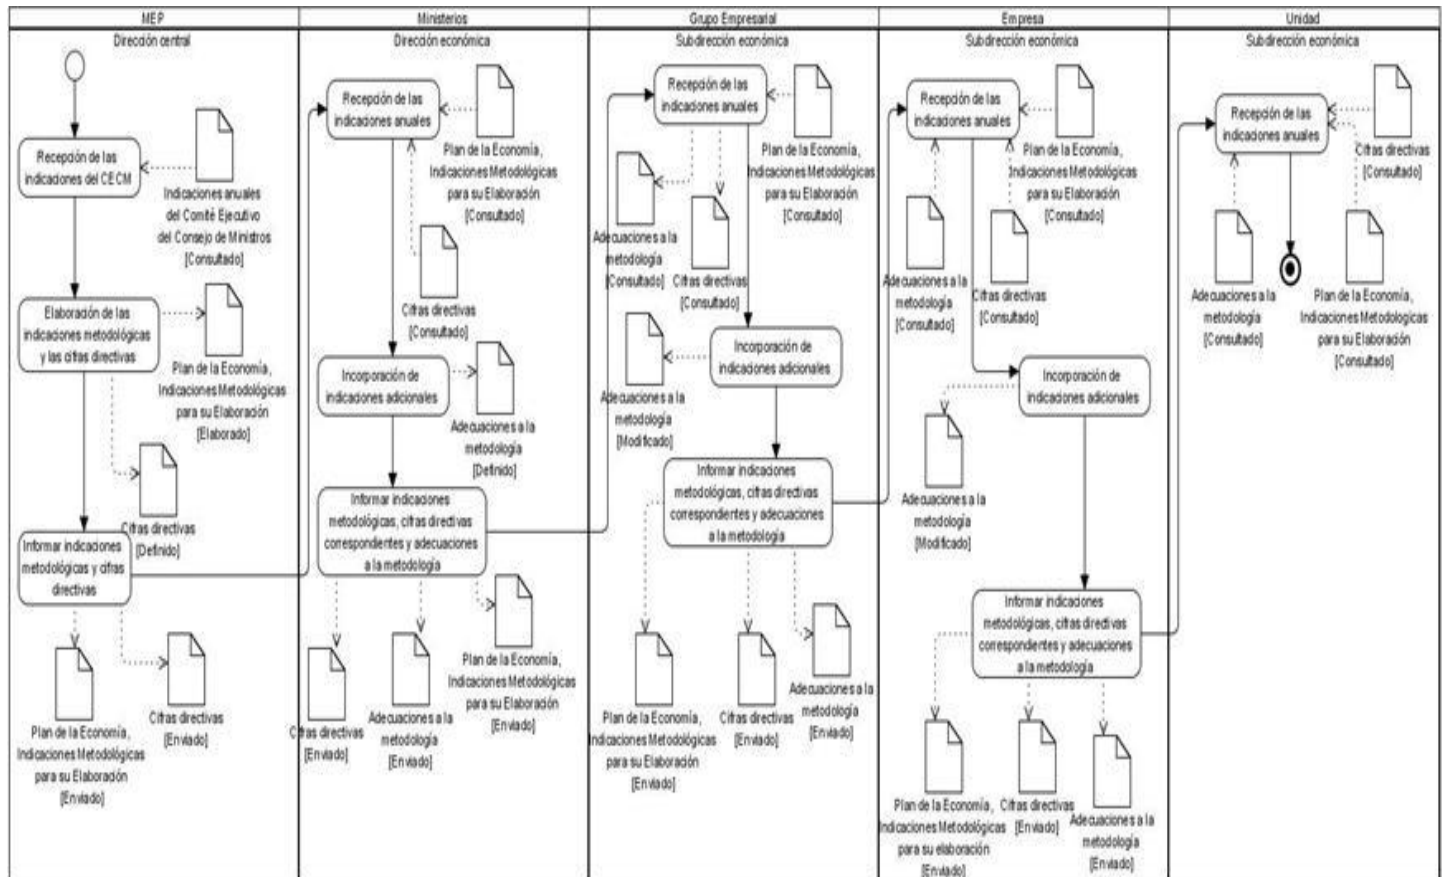 MEP
Dirección central
Recepción de las
indicaciones del CECM
Indicaciones anuales
del Comité Ejecutivo
del Consejo de Ministros
[Consultado]
Elaboración de las
indicaciones metodológicas
y las cifras directivas
Plan de la Economía,
Indicaciones Metodológicas
para su Elaboración
[Elaborado]
Cifras directivas
[Definido]
Informar indicaciones
metodológicas y cifras
directivas
Plan de la Economía,
Indicaciones Metodológicas
para su Elaboración
[Enviado]
Cifras directivas
[Enviado]
Ministerios
Dirección económica
Recepción de las
indicaciones anuales
Plan de la Economía,
Indicaciones Metodológicas
para su Elaboración
[Consultado]
Cifras directivas
[Consultado]
Incorporación de
indicaciones adicionales
Adecuaciones a la
metodología
[Definido]
Informar indicaciones
metodológicas, cifras directivas
correspondientes y adecuaciones
a la metodología
Cifras directivas
[Enviado]
Adecuaciones a la
metodología
[Enviado]
Plan de la Economía,
Indicaciones Metodológicas
para su Elaboración
[Enviado]
Grupo Empresarial
Subdirección económica
Recepción de las
indicaciones anuales
Plan de la Economía,
Indicaciones Metodológicas
para su Elaboración
[Consultado]
Adecuaciones a la
metodología
[Consultado]
Cifras directivas
[Consultado]
Incorporación de
indicaciones adicionales
Adecuaciones a la
metodología
[Modificado]
Informar indicaciones
metodológicas, cifras directivas
correspondientes y adecuaciones
a la metodología
Plan de la Economía,
Indicaciones Metodológicas
para su Elaboración
[Enviado]
Cifras directivas
[Enviado]
Adecuaciones a la
metodología
[Enviado]
Empresa
Subdirección económica
Recepción de las
indicaciones anuales
Plan de la Economía,
Indicaciones Metodológicas
para su Elaboración
[Consultado]
Adecuaciones a la
metodología
[Consultado]
Cifras directivas
[Consultado]
Incorporación de
indicaciones adicionales
Adecuaciones a la
metodología
[Modificado]
Informar indicaciones
metodológicas, cifras directivas
correspondientes y adecuaciones
a la metodología
Plan de la Economía,
Indicaciones Metodológicas
para su elaboración
[Enviado]
Cifras directivas
[Enviado]
Adecuaciones a la
metodología
[Enviado]
Unidad
Subdirección económica
Recepción de las
indicaciones anuales
Cifras directivas
[Consultado]
Adecuaciones a la
metodología
[Consultado]
Plan de la Economía,
Indicaciones Metodologicas
para su Elaboración
[Consultado]